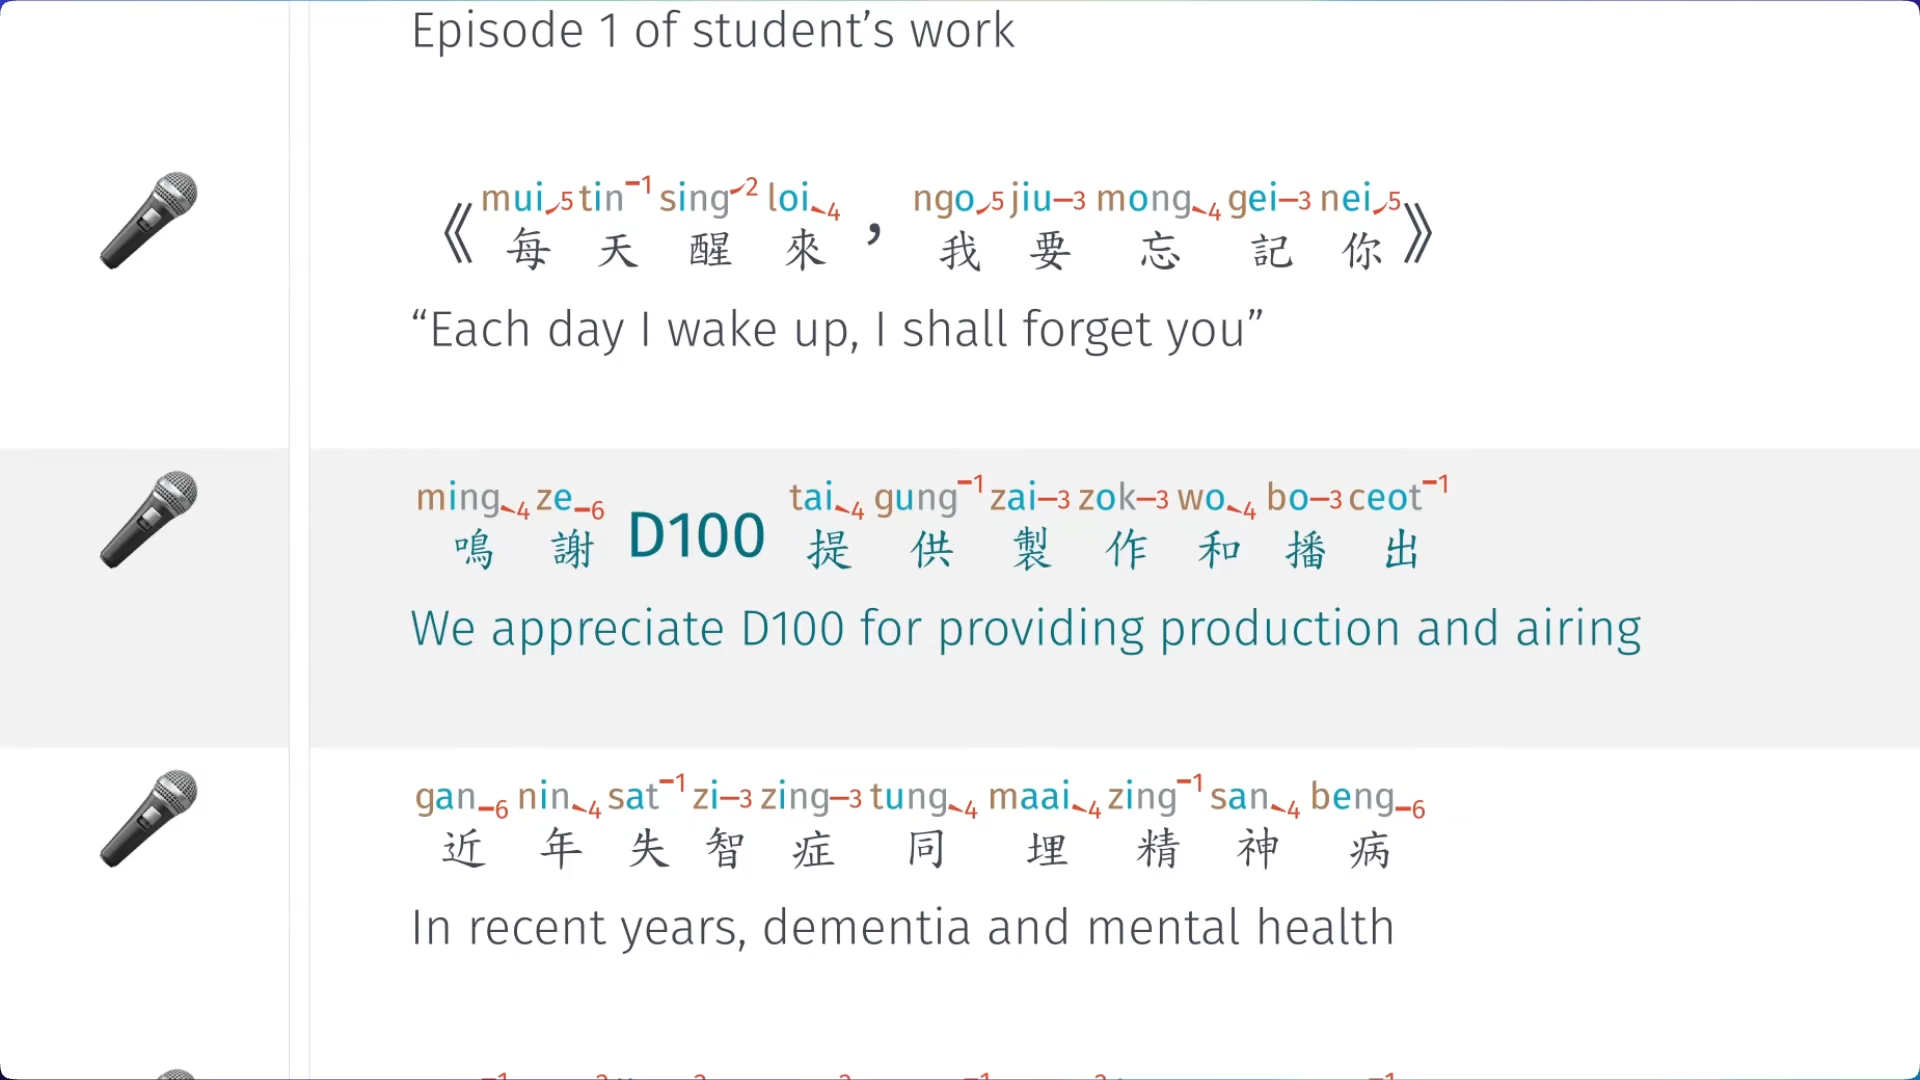 Episode 1 of student’s work
mui5 tin1 sing2 loi4 ngo5 jiu3 mong4 gei3 nei5
《每天醒來，我要忘記你》
“Each day I wake up, I shall forget you”
ming4 ze6 tai4 gung1 zai3 zok3 wo4 bo3 ceot1
鳴謝 D100 提供製作和播出
We appreciate D100 for providing production and airing
gan6 nin4 sat1 zi3 zing3 tung4 maai4 zing1 san4 beng6
近年失智症同埋精神病
In recent years, dementia and mental health